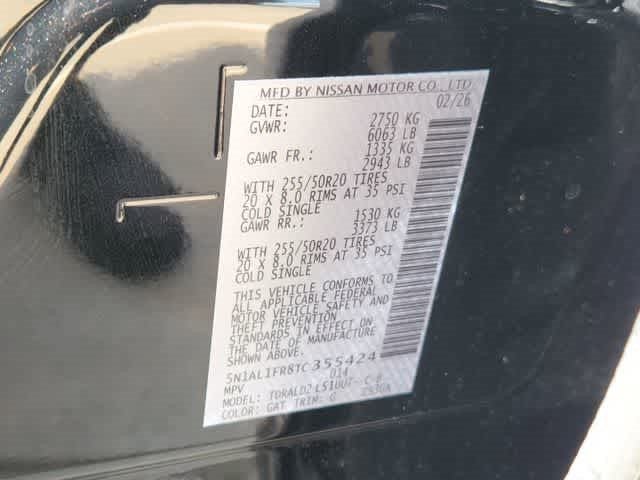 MFD BY NISSAN MOTOR CO., LTD
DATE: 02/26
GVWR: 2750 KG
6063 LB
GAWR FR.: 1335 KG
2943 LB
WITH 255/50R20 TIRES
20 X 8.0 RIMS AT 35 PSI
COLD SINGLE
GAWR RR.: 1530 KG
3373 LB
WITH 255/50R20 TIRES
20 X 8.0 RIMS AT 35 PSI
COLD SINGLE
THIS VEHICLE CONFORMS TO
ALL APPLICABLE FEDERAL
MOTOR VEHICLE SAFETY AND
THEFT PREVENTION
STANDARDS IN EFFECT ON
THE DATE OF MANUFACTURE
SHOWN ABOVE.
5N1AL1FR8TC355424
MPV 014
MODEL:
COLOR: GAT TRIM: G